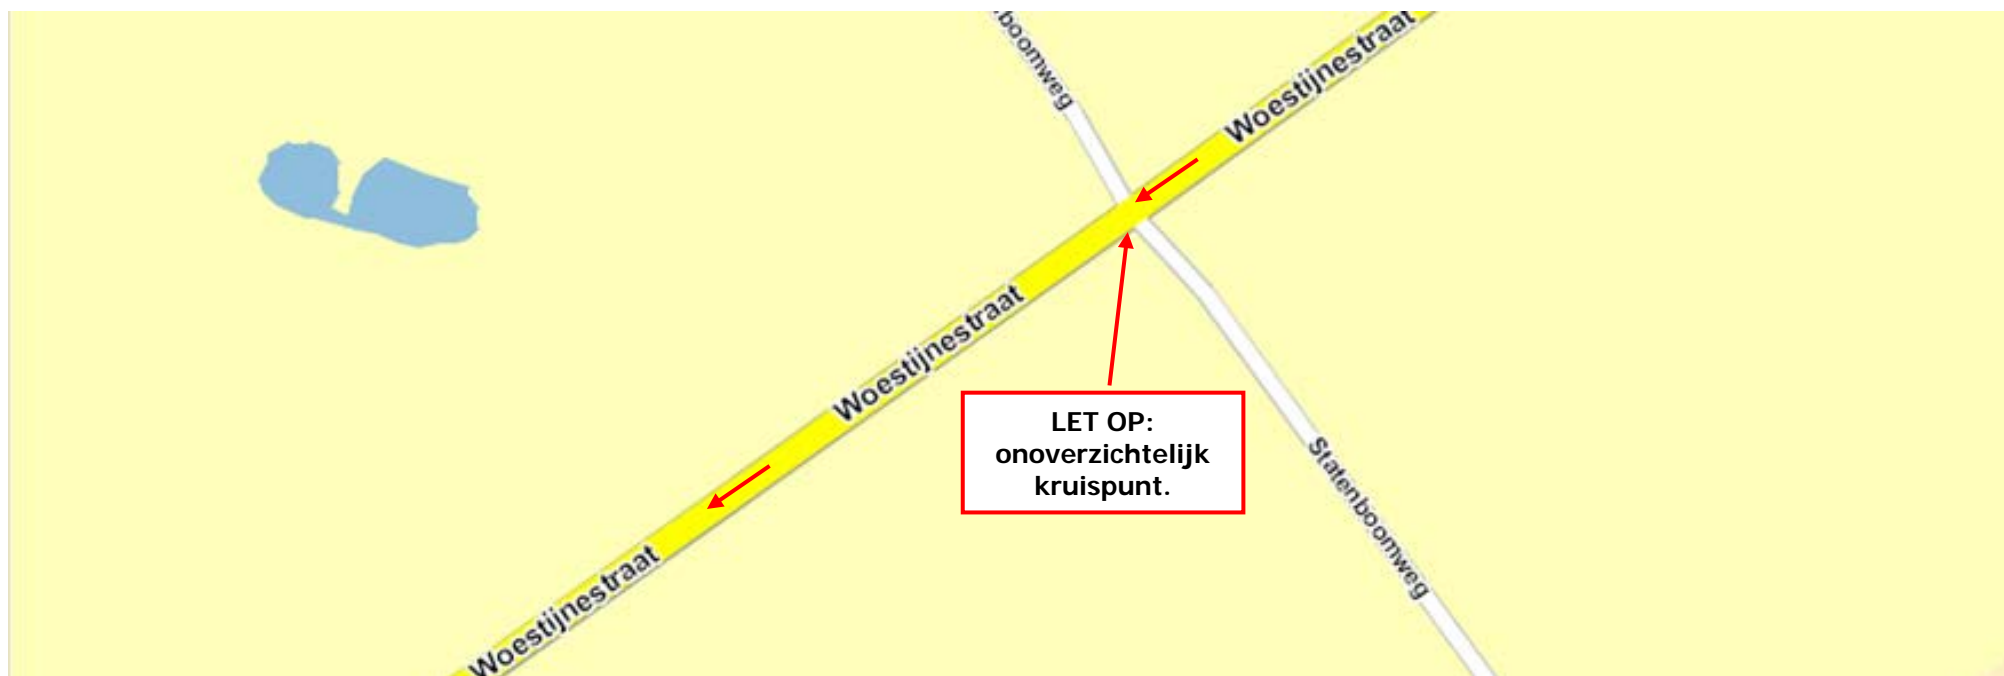 boomweg
Woestijnestraat
Woestijnestraat
LET OP:
onoverzichtelijk
kruispunt.
Statenboomweg
Woestijnestraat